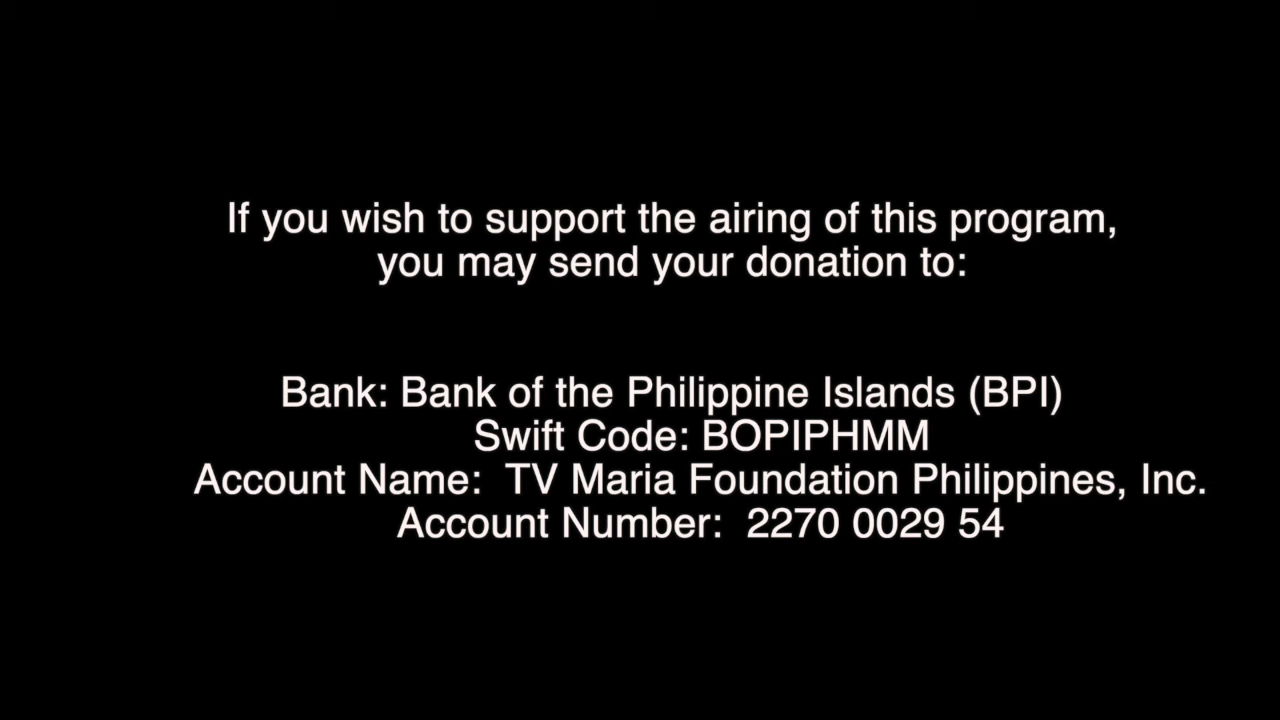 If you wish to support the airing of this program,
you may send your donation to:
Bank: Bank of the Philippine Islands (BPI)
Swift Code: BOPIPHMM
Account Name:  TV Maria Foundation Philippines, Inc.
Account Number:  2270 0029 54